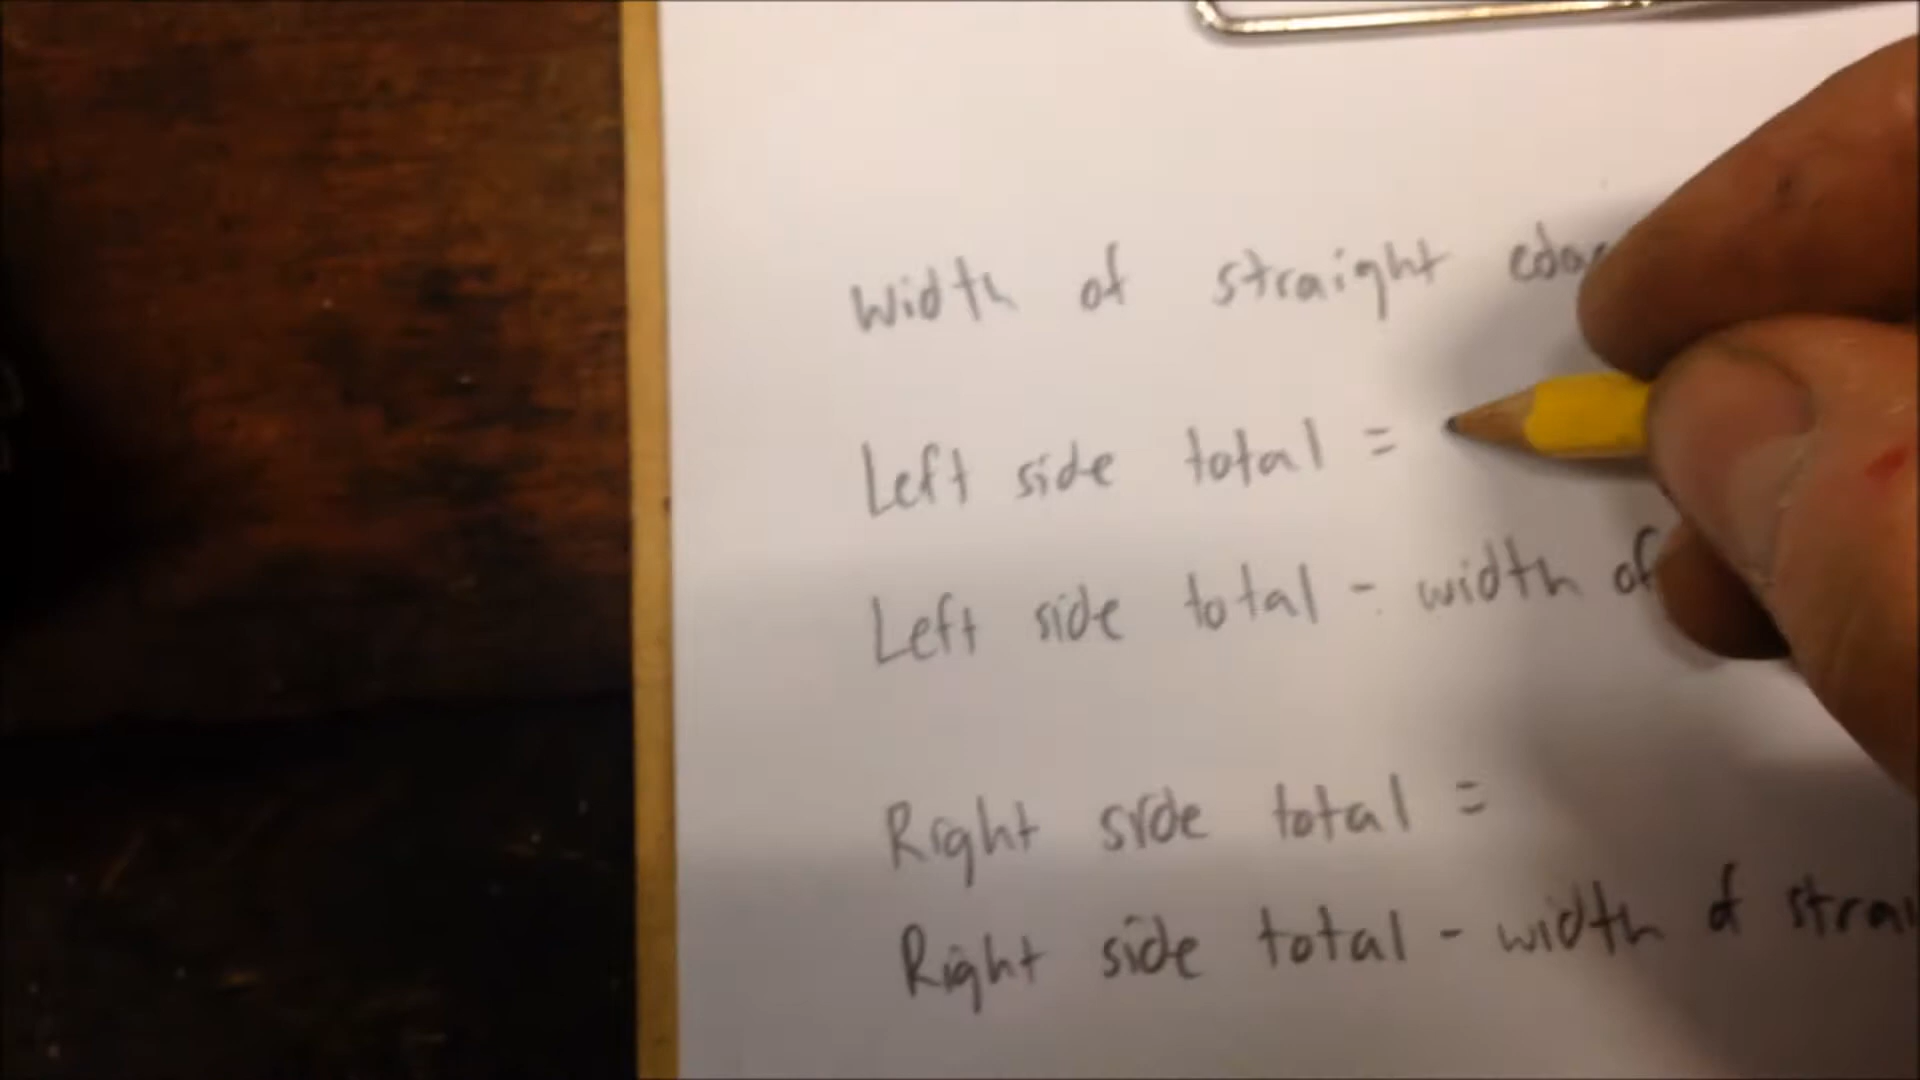 Width of straight
Left side total =
Left side total - width of
Right side total =
Right side total - width of